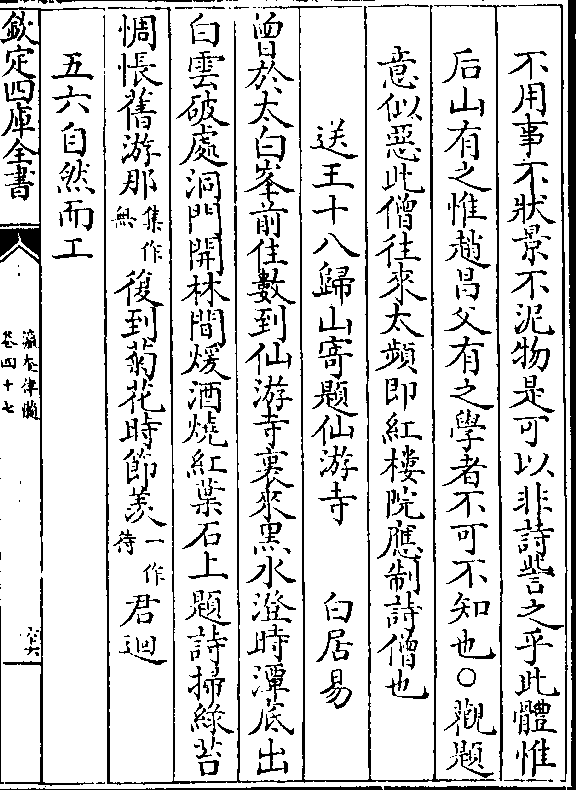 不用事不狀景不泥物是可以非詩訾之乎此體惟
后山有之惟趙昌父有之學者不可不知也○觀題
意似惡此僧往來太頻即紅樓院應制詩僧也
送王十八歸山寄題仙游寺　白居易
曾於太白峯前住數到仙游寺裏來黑水澄時潭底出
白雲破處洞門開林間煖酒燒紅葉石上題詩掃綠苔
惆悵舊游那集作無復到菊花時節羨一作待君迴
五六自然而工
欽定四庫全書
瀛奎律髓
卷四十七